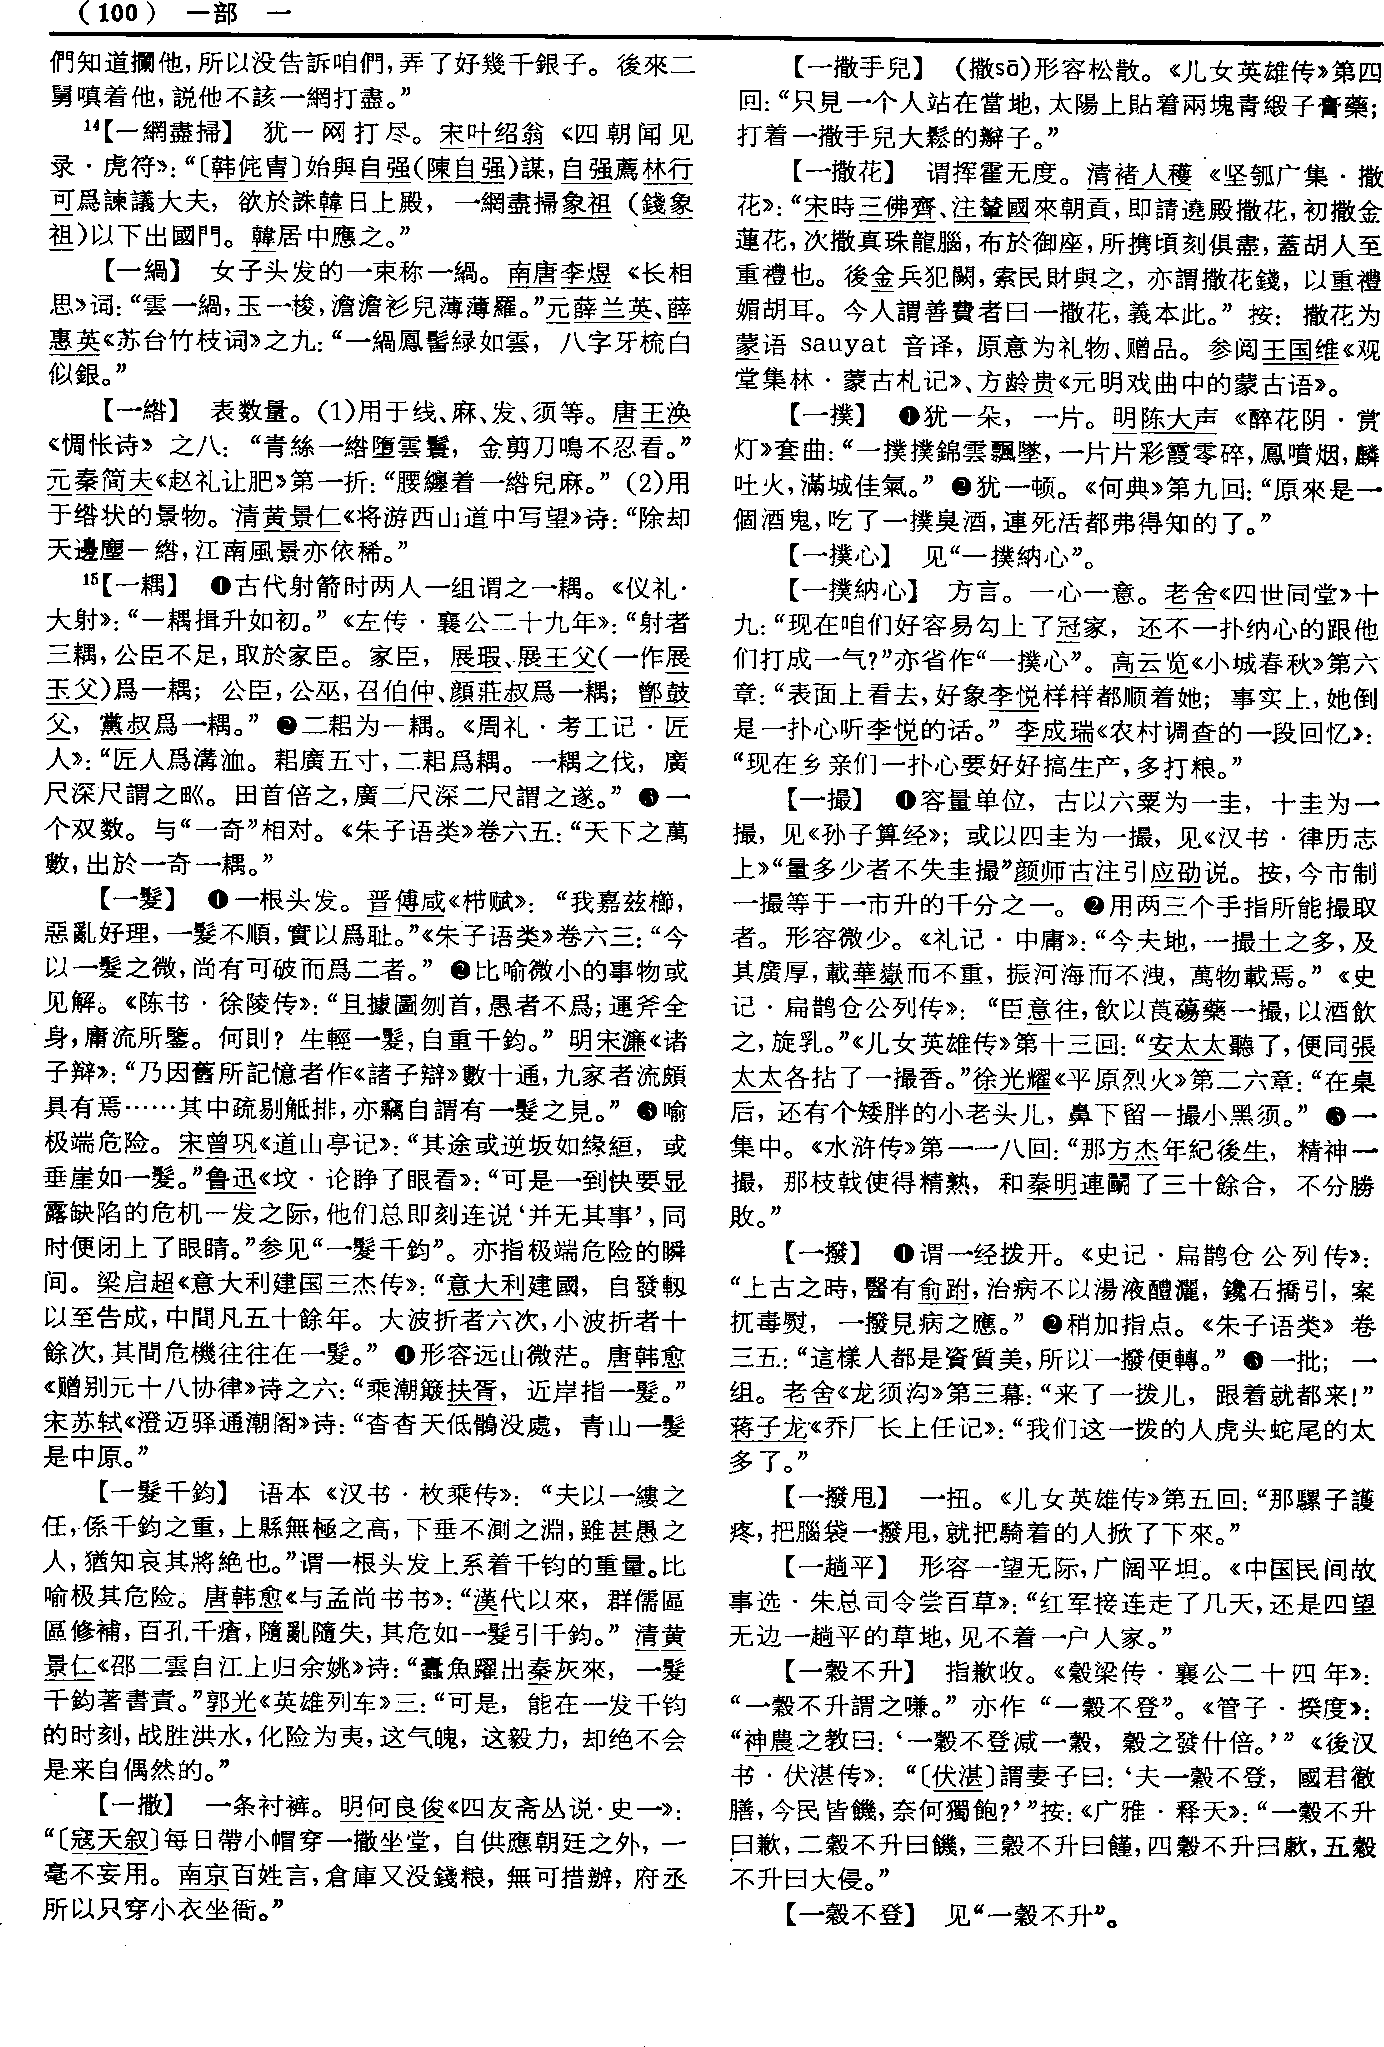 （100） 一部 一
們知道攔他，所以没告訴咱們，弄了好幾千銀子。後來二
舅嗔着他，説他不該一網打盡。”
14【一網盡掃】 犹一网打尽。宋叶绍翁《四朝闻见
录·虎符》：“〔韩侂胄〕始與自强(陳自强)謀，自强薦林行
可爲諫議大夫，欲於誅韓日上殿，一網盡掃象祖（錢象
祖)以下出國門。韓居中應之。”
【一緺】 女子头发的一束称一緺。南唐李煜《长相
思》词：“雲一緺，玉一梭，澹澹衫兒薄薄羅。”元薛兰英、薛
惠英《苏台竹枝词》之九：“一緺鳳髻緑如雲，八字牙梳白
似銀。”
【一綹】 表数量。(1)用于线、麻、发、须等。唐王涣
《惆怅诗》之八：“青絲一綹墮雲鬟，金剪刀鳴不忍看。”
元秦简夫《赵礼让肥》第一折：“腰纏着一綹兒麻。”(2)用
于绺状的景物。清黄景仁《将游西山道中写望》诗：“除却
天邊塵一綹，江南風景亦依稀。”
15【一耦】 ❶古代射箭时两人一组谓之一耦。《仪礼·
大射》：“一耦揖升如初。”《左传·襄公二十九年》：“射者
三耦，公臣不足，取於家臣。家臣，展瑕、展王父(一作展
玉父)爲一耦；公臣，公巫，召伯仲、顔莊叔爲一耦；鄫鼓
父，黨叔爲一耦。”❷二耜为一耦。《周礼·考工记·匠
人》：“匠人爲溝洫。耜廣五寸，二耜爲耦。一耦之伐，廣
尺深尺謂之𤰕。田首倍之，廣二尺深二尺謂之遂。”❸一
个双数。与“一奇”相对。《朱子语类》卷六五：“天下之萬
數，出於一奇一耦。”
【一髮】 ❶一根头发。晋傅咸《栉赋》：“我嘉兹櫛，
惡亂好理，一髮不順，實以爲耻。”《朱子语类》卷六三：“今
以一髮之微，尚有可破而爲二者。”❷比喻微小的事物或
见解。《陈书·徐陵传》：“且據圖刎首，愚者不爲；運斧全
身，庸流所鑒。何則？生輕一髮，自重千鈞。”明宋濂《诸
子辩》：“乃因舊所記憶者作《諸子辯》數十通，九家者流頗
具有焉……其中疏剔觝排，亦竊自謂有一髮之見。”❸喻
极端危险。宋曾巩《道山亭记》：“其途或逆坂如緣絙，或
垂崖如一髮。”鲁迅《坟·论睁了眼看》：“可是一到快要显
露缺陷的危机一发之际，他们总即刻连说‘并无其事’，同
时便闭上了眼睛。”参见“一髮千鈞”。亦指极端危险的瞬
间。梁启超《意大利建国三杰传》：“意大利建國，自發軔
以至告成，中間凡五十餘年。大波折者六次，小波折者十
餘次，其間危機往往在一髮。”❹形容远山微茫。唐韩愈
《赠别元十八协律》诗之六：“乘潮簸扶胥，近岸指一髮。”
宋苏轼《澄迈驿通潮阁》诗：“杳杳天低鶻没處，青山一髮
是中原。”
【一髮千鈞】 语本《汉书·枚乘传》：“夫以一縷之
任，係千鈞之重，上縣無極之高，下垂不測之淵，雖甚愚之
人，猶知哀其將絶也。”谓一根头发上系着千钧的重量。比
喻极其危险。唐韩愈《与孟尚书书》：“漢代以來，群儒區
區修補，百孔千瘡，隨亂隨失，其危如一髮引千鈞。”清黄
景仁《邵二雲自江上归余姚》诗：“蠹魚躍出秦灰來，一髮
千鈞著書責。”郭光《英雄列车》三：“可是，能在一发千钧
的时刻，战胜洪水，化险为夷，这气魄，这毅力，却绝不会
是来自偶然的。”
【一撒】 一条衬裤。明何良俊《四友斋丛说·史一》：
“〔寇天叙〕每日帶小帽穿一撒坐堂，自供應朝廷之外，一
毫不妄用。南京百姓言，倉庫又没錢粮，無可措辦，府丞
所以只穿小衣坐衙。”
【一撒手兒】 （撒sā)形容松散。《儿女英雄传》第四
回：“只見一个人站在當地，太陽上貼着兩塊青緞子膏藥；
打着一撒手兒大鬆的辮子。”
【一撒花】 谓挥霍无度。清褚人穫《坚瓠广集·撒
花》：“宋時三佛齊、注輦國來朝貢，即請遶殿撒花，初撒金
蓮花，次撒真珠龍腦，布於御座，所携頃刻俱盡，蓋胡人至
重禮也。後金兵犯闕，索民財與之，亦謂撒花錢，以重禮
媚胡耳。今人謂善費者曰一撒花，義本此。”按：撒花为
蒙语 sauyat 音译，原意为礼物、赠品。参阅王国维《观
堂集林·蒙古札记》、方龄贵《元明戏曲中的蒙古语》。
【一撲】 ❶犹一朵，一片。明陈大声《醉花阴·赏
灯》套曲：“一撲撲錦雲飄墜，一片片彩霞零碎，鳳噴烟，麟
吐火，滿城佳氣。”❷犹一顿。《何典》第九回：“原來是一
個酒鬼，吃了一撲臭酒，連死活都弗得知的了。”
【一撲心】 见“一撲納心”。
【一撲納心】 方言。一心一意。老舍《四世同堂》十
九：“现在咱们好容易勾上了冠家，还不一扑纳心的跟他
们打成一气？”亦省作“一撲心”。高云览《小城春秋》第六
章：“表面上看去，好象李悦样样都顺着她；事实上，她倒
是一扑心听李悦的话。”李成瑞《农村调查的一段回忆》：
“现在乡亲们一扑心要好好搞生产，多打粮。”
【一撮】 ❶容量单位，古以六粟为一圭，十圭为一
撮，见《孙子算经》；或以四圭为一撮，见《汉书·律历志
上》“量多少者不失圭撮”颜师古注引应劭说。按，今市制
一撮等于一市升的千分之一。❷用两三个手指所能撮取
者。形容微少。《礼记·中庸》：“今夫地，一撮土之多，及
其廣厚，載華嶽而不重，振河海而不洩，萬物載焉。”《史
记·扁鹊仓公列传》：“臣意往，飲以莨䓪藥一撮，以酒飲
之，旋乳。”《儿女英雄传》第十三回：“安太太聽了，便同張
太太各拈了一撮香。”徐光耀《平原烈火》第二六章：“在桌
后，还有个矮胖的小老头儿，鼻下留一撮小黑须。”❸一
集中。《水浒传》第一一八回：“那方杰年紀後生，精神一
撮，那枝戟使得精熟，和秦明連鬭了三十餘合，不分勝
敗。”
【一撥】 ❶谓一经拨开。《史记·扁鹊仓公列传》：
“上古之時，醫有俞跗，治病不以湯液醴灑，鑱石撟引，案
扤毒熨，一撥見病之應。”❷稍加指点。《朱子语类》卷
三五：“這樣人都是資質美，所以一撥便轉。”❸一批；一
组。老舍《龙须沟》第三幕：“来了一拨儿，跟着就都来！”
蒋子龙《乔厂长上任记》：“我们这一拨的人虎头蛇尾的太
多了。”
【一撥甩】 一扭。《儿女英雄传》第五回：“那騾子護
疼，把腦袋一撥甩，就把騎着的人掀了下來。”
【一趟平】 形容一望无际，广阔平坦。《中国民间故
事选·朱总司令尝百草》：“红军接连走了几天，还是四望
无边一趟平的草地，见不着一户人家。”
【一穀不升】 指歉收。《穀梁传·襄公二十四年》：
“一穀不升謂之嗛。”亦作“一穀不登”。《管子·揆度》：
“神農之教曰：‘一穀不登减一穀，穀之發什倍。’”《後汉
书·伏湛传》：“〔伏湛〕謂妻子曰：‘夫一穀不登，國君徹
膳，今民皆饑，奈何獨飽？’”按：《广雅·释天》：“一穀不升
曰歉，二穀不升曰饑，三穀不升曰饉，四穀不升曰歉，五穀
不升曰大侵。”
【一穀不登】 见“一穀不升”。